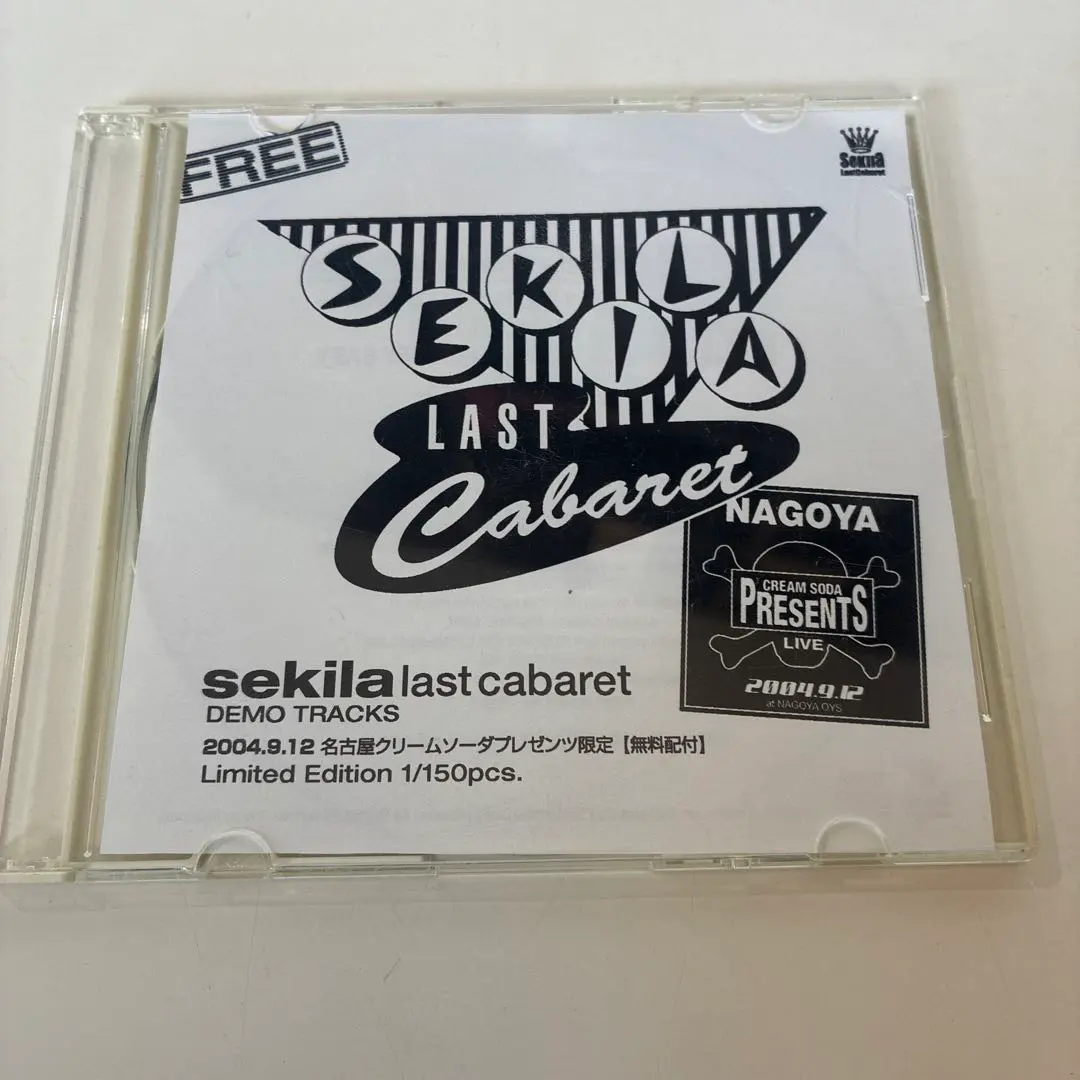 FREE
Sekila
LastCabaret
SEKILA
LAST
Cabaret
NAGOYA
CREAM SODA
PRESENTS
LIVE
2004.9.12
at NAGOYA OYS
sekila last cabaret
DEMO TRACKS
2004.9.12 名古屋クリームソーダプレゼンツ限定【無料配付】
Limited Edition 1/150pcs.